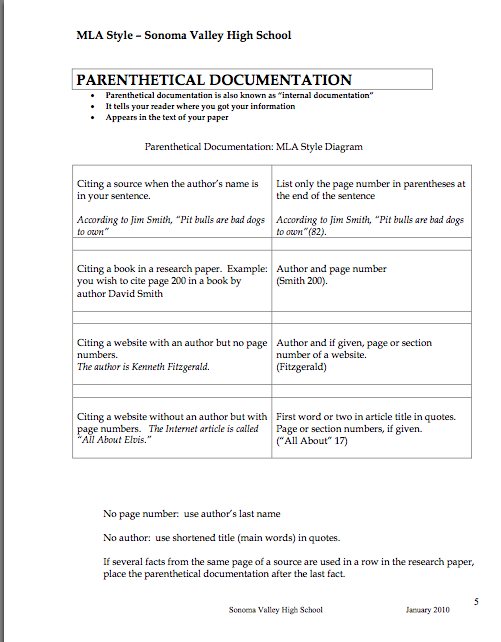 MLA Style – Sonoma Valley High School
PARENTHETICAL DOCUMENTATION
• Parenthetical documentation is also known as “internal documentation”
• It tells your reader where you got your information
• Appears in the text of your paper
Parenthetical Documentation: MLA Style Diagram
Citing a source when the author’s name is
in your sentence.
According to Jim Smith, “Pit bulls are bad dogs
to own”
List only the page number in parentheses at
the end of the sentence
According to Jim Smith, “Pit bulls are bad dogs
to own”(82).
Citing a book in a research paper.  Example:
you wish to cite page 200 in a book by
author David Smith
Author and page number
(Smith 200).
Citing a website with an author but no page
numbers.
The author is Kenneth Fitzgerald.
Author and if given, page or section
number of a website.
(Fitzgerald)
Citing a website without an author but with
page numbers.   The Internet article is called
“All About Elvis.”
First word or two in article title in quotes.
Page or section numbers, if given.
(“All About” 17)
No page number:  use author’s last name
No author:  use shortened title (main words) in quotes.
If several facts from the same page of a source are used in a row in the research paper,
place the parenthetical documentation after the last fact.
5
Sonoma Valley High School January 2010